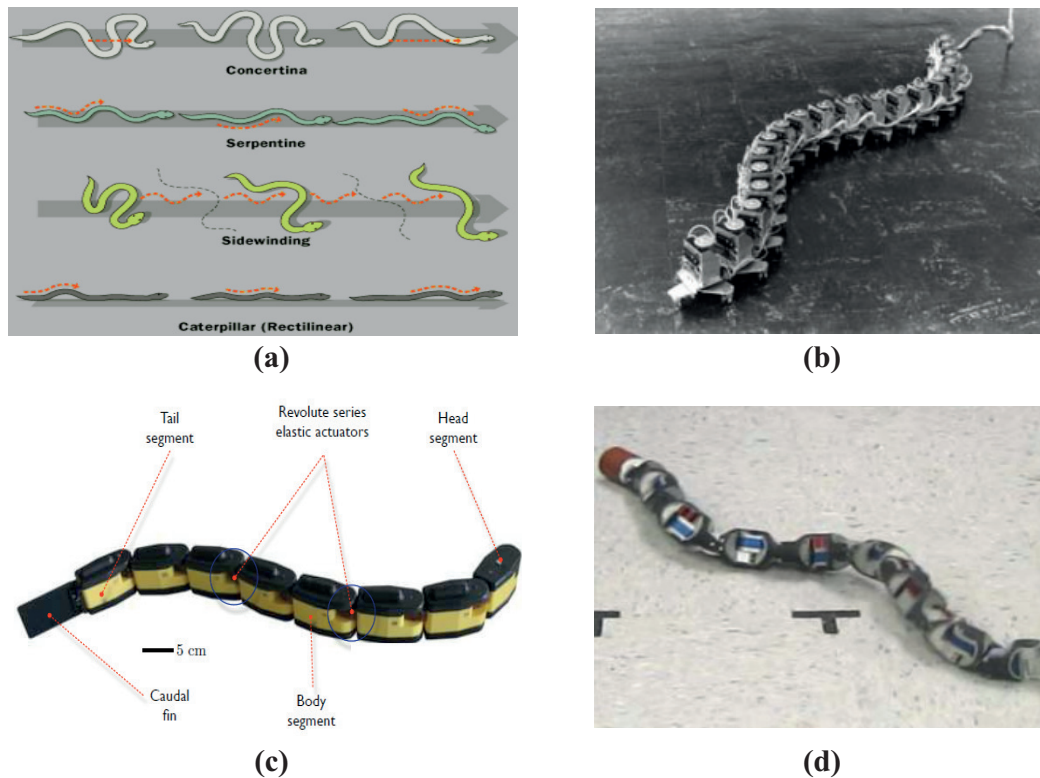 Concertina
Serpentine
Sidewinding
Caterpillar (Rectilinear)
(a)
(b)
Tail
segment
Revolute series
elastic actuators
Head
segment
5 cm
Caudal
fin
Body
segment
(c)
(d)